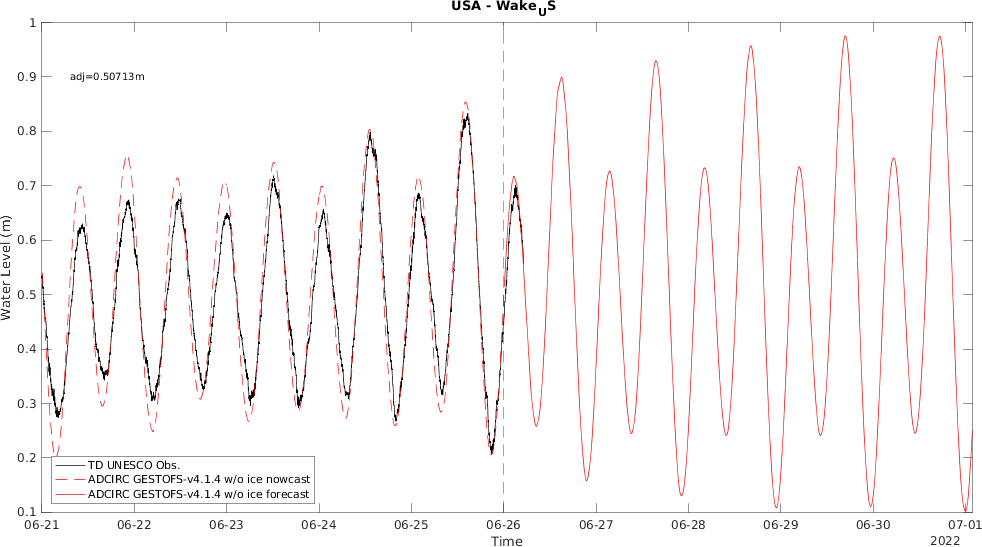 USA - Wake_US
1
0.9
adj=0.50713m
0.8
0.7
0.6
Water Level (m)
0.5
0.4
0.3
0.2
TD UNESCO Obs.
ADCIRC GESTOFS-v4.1.4 w/o ice nowcast
ADCIRC GESTOFS-v4.1.4 w/o ice forecast
0.1
06-21 06-22 06-23 06-24 06-25 06-26 06-27 06-28 06-29 06-30 07-01
Time
2022